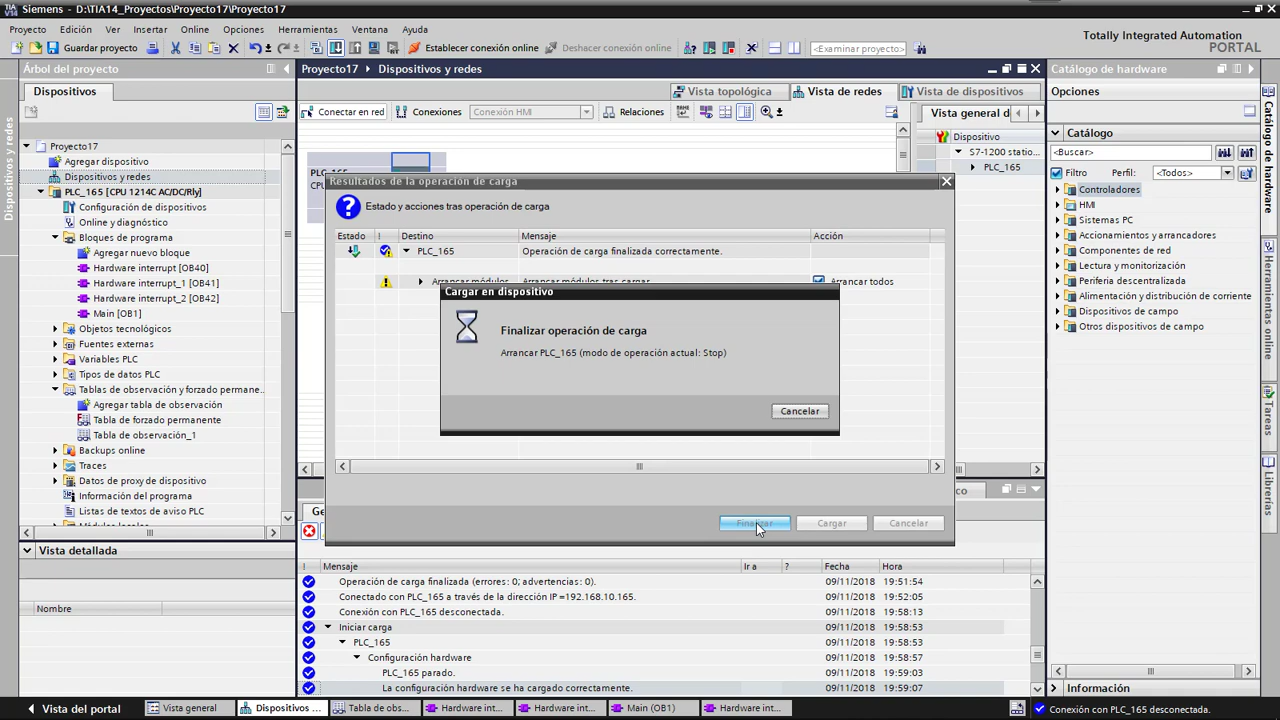 Siemens - D:\TIA14_Proyectos\Proyecto17\Proyecto17
Proyecto Edición Ver Insertar Online Opciones Herramientas Ventana Ayuda
Totally Integrated Automation
PORTAL
Guardar proyecto
Establecer conexión online
Deshacer conexión online
<Examinar proyecto>
Árbol del proyecto
Dispositivos
Dispositivos y redes
Proyecto17
Agregar dispositivo
Dispositivos y redes
PLC_165 [CPU 1214C AC/DC/Rly]
Configuración de dispositivos
Online y diagnóstico
Bloques de programa
Agregar nuevo bloque
Hardware interrupt [OB40]
Hardware interrupt_1 [OB41]
Hardware interrupt_2 [OB42]
Main [OB1]
Objetos tecnológicos
Fuentes externas
Variables PLC
Tipos de datos PLC
Tablas de observación y forzado permane...
Agregar tabla de observación
Tabla de forzado permanente
Tabla de observación_1
Backups online
Traces
Datos de proxy de dispositivo
Información del programa
Listas de textos de aviso PLC
Vista detallada
Nombre
Proyecto17 Dispositivos y redes
Vista topológica
Vista de redes
Vista de dispositivos
Conectar en red
Conexiones
Conexión HMI
Relaciones
Vista general d
Dispositivo
S7-1200 statio...
PLC_165
Resultados de la operación de carga
Estado y acciones tras operación de carga
Estado ! Destino Mensaje Acción
PLC_165 Operación de carga finalizada correctamente.
Arrancar módulos Arrancar módulos tras cargar. Arrancar todos
Cargar en dispositivo
Finalizar operación de carga
Arrancar PLC_165 (modo de operación actual: Stop)
Cancelar
Finalizar
Cargar
Cancelar
! Mensaje Ir a ? Fecha Hora
Operación de carga finalizada (errores: 0; advertencias: 0). 09/11/2018 19:51:54
Conectado con PLC_165 a través de la dirección IP =192.168.10.165. 09/11/2018 19:52:05
Conexión con PLC_165 desconectada. 09/11/2018 19:58:13
Iniciar carga 09/11/2018 19:58:53
PLC_165 09/11/2018 19:58:53
Configuración hardware 09/11/2018 19:58:57
PLC_165 parado. 09/11/2018 19:59:03
La configuración hardware se ha cargado correctamente. 09/11/2018 19:59:07
Catálogo de hardware
Opciones
Catálogo
<Buscar>
Filtro Perfil: <Todos>
Controladores
HMI
Sistemas PC
Accionamientos y arrancadores
Componentes de red
Lectura y monitorización
Periferia descentralizada
Alimentación y distribución de corriente
Dispositivos de campo
Otros dispositivos de campo
Información
Catálogo de hardware
Herramientas online
Tareas
Librerías
Vista del portal
Vista general
Dispositivos ...
Tabla de obs...
Hardware int...
Hardware int...
Main (OB1)
Hardware int...
Conexión con PLC_165 desconectada.